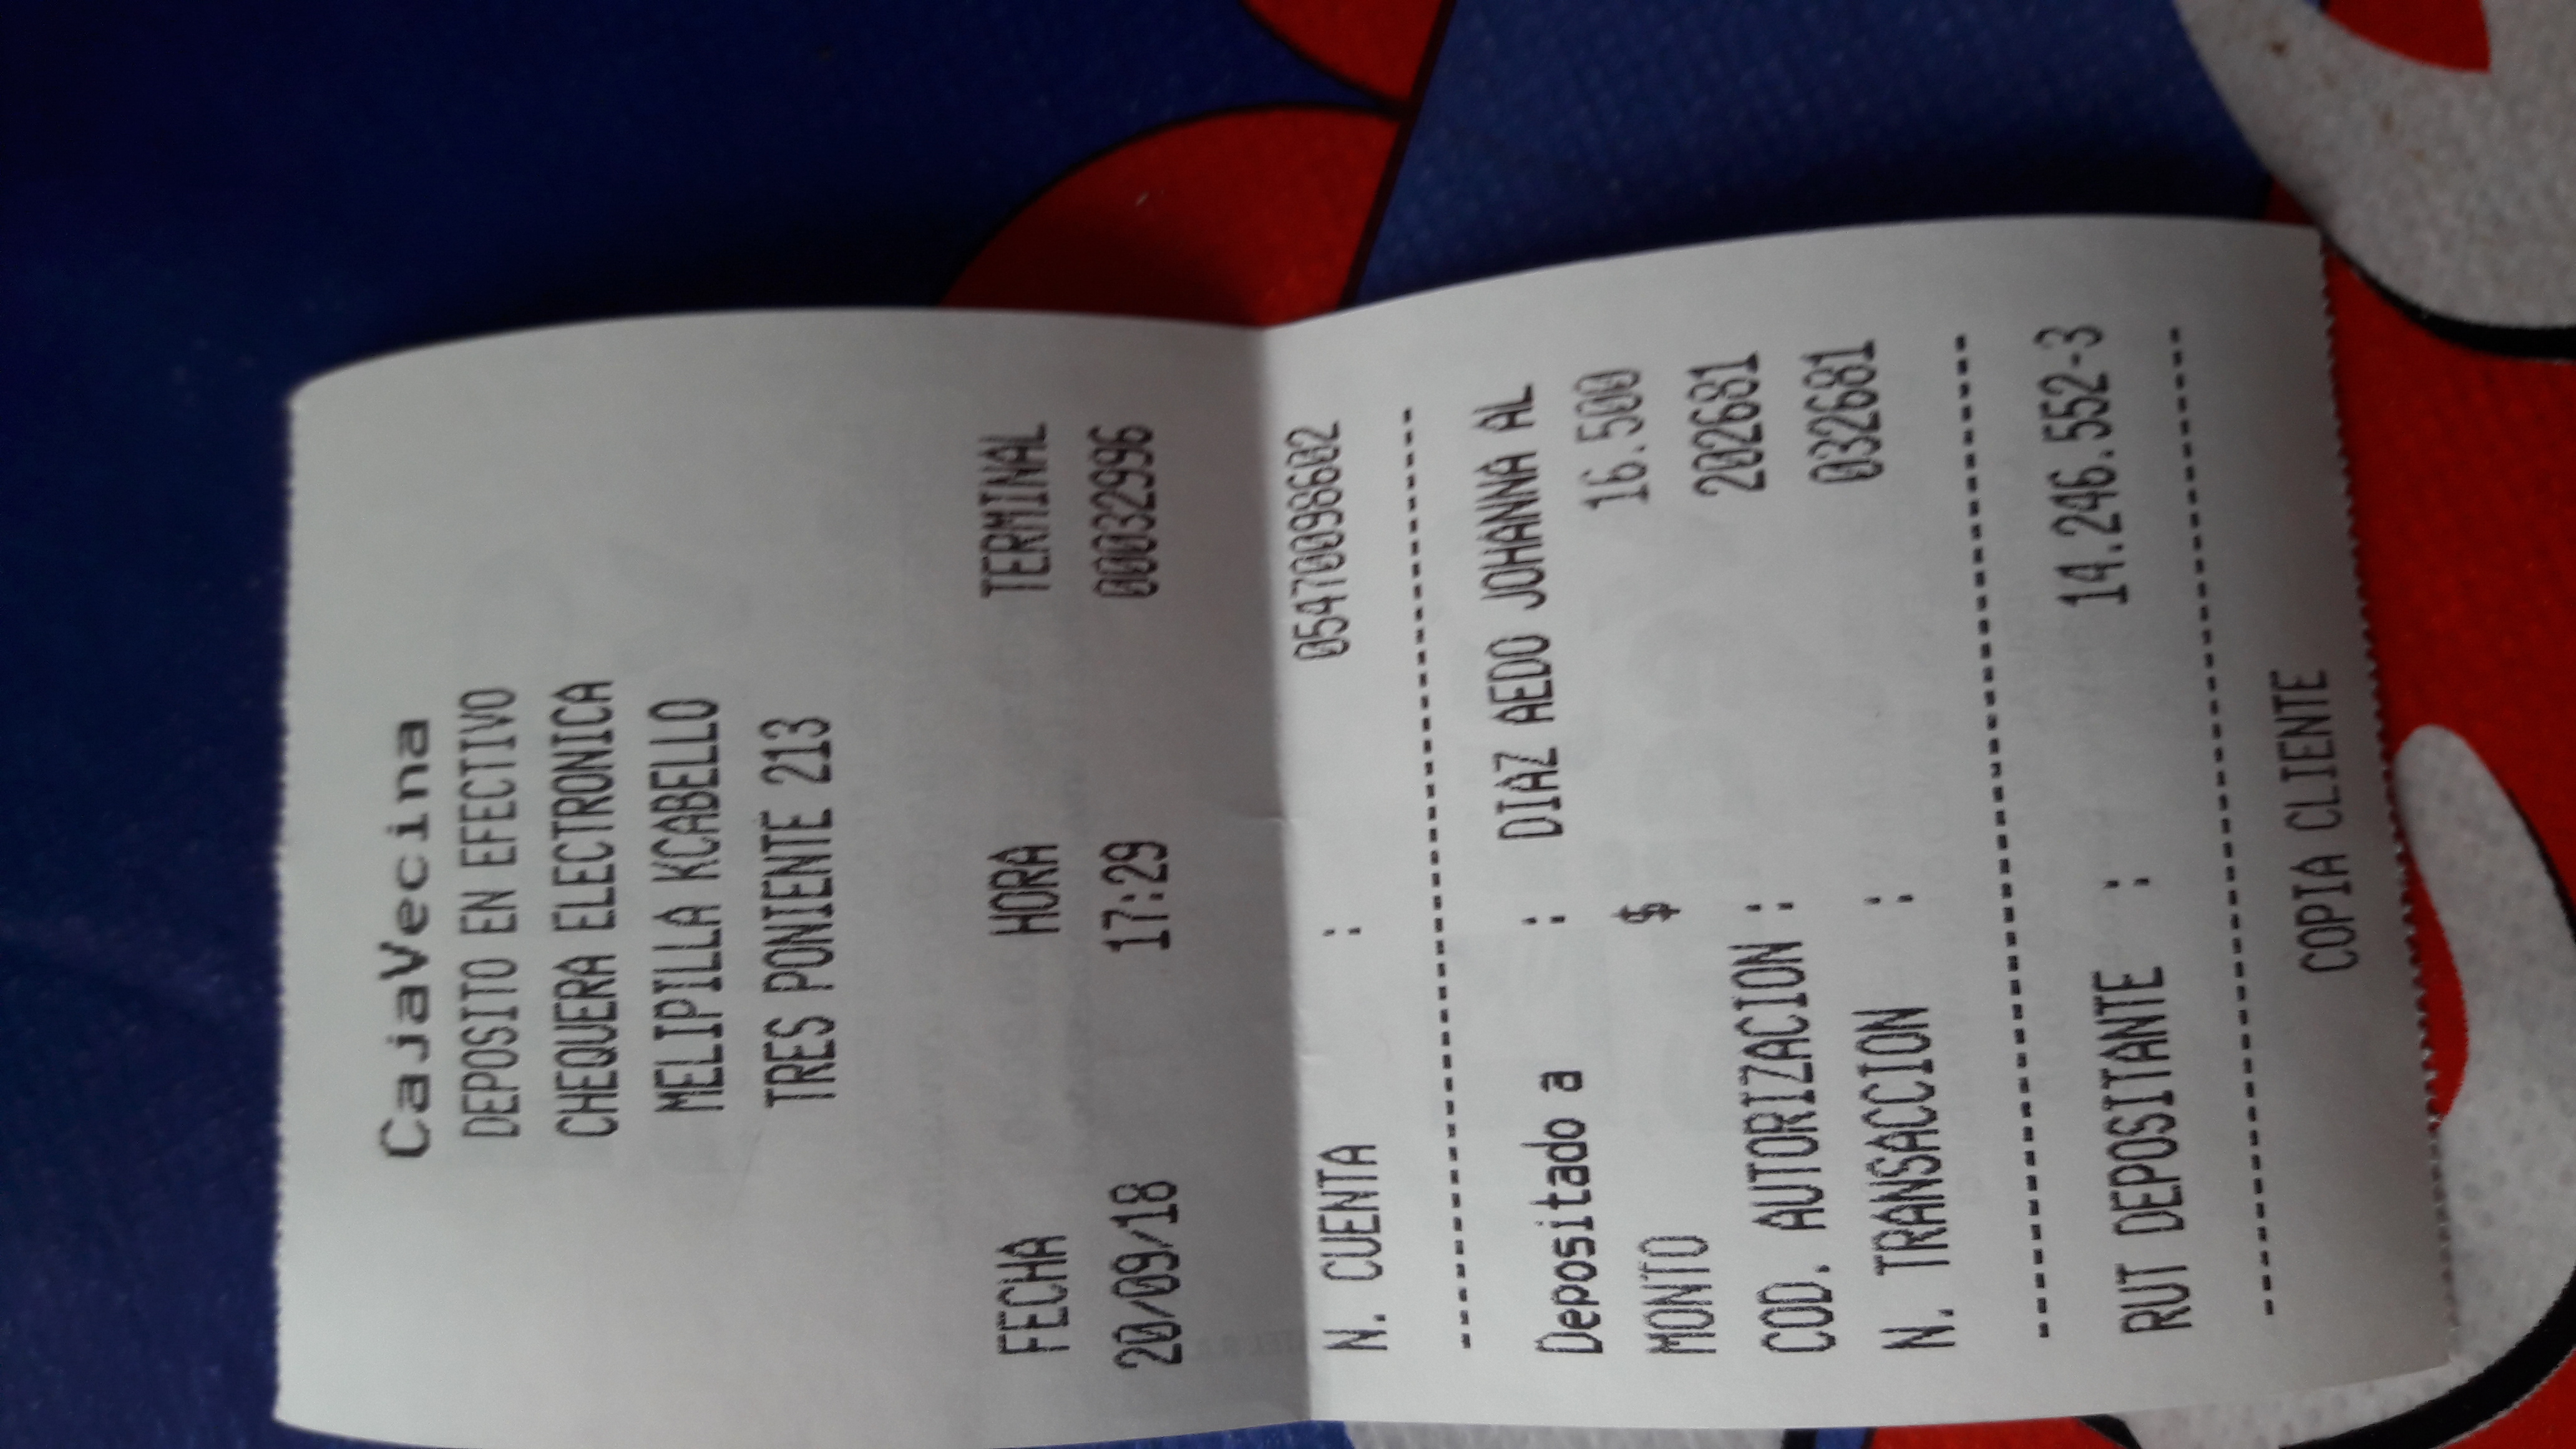 CajaVecina
DEPOSITO EN EFECTIVO
CHEQUERA ELECTRONICA
MELIPILLA KCABELLO
TRES PONIENTE 213
FECHA HORA TERMINAL
20/09/18 17:29 00032996
N. CUENTA : 05470098602
Depositado a : DIAZ AEDO JOHANNA AL
MONTO $ 16.500
COD. AUTORIZACION : 202681
N. TRANSACCION : 032681
RUT DEPOSITANTE : 14.246.552-3
COPIA CLIENTE